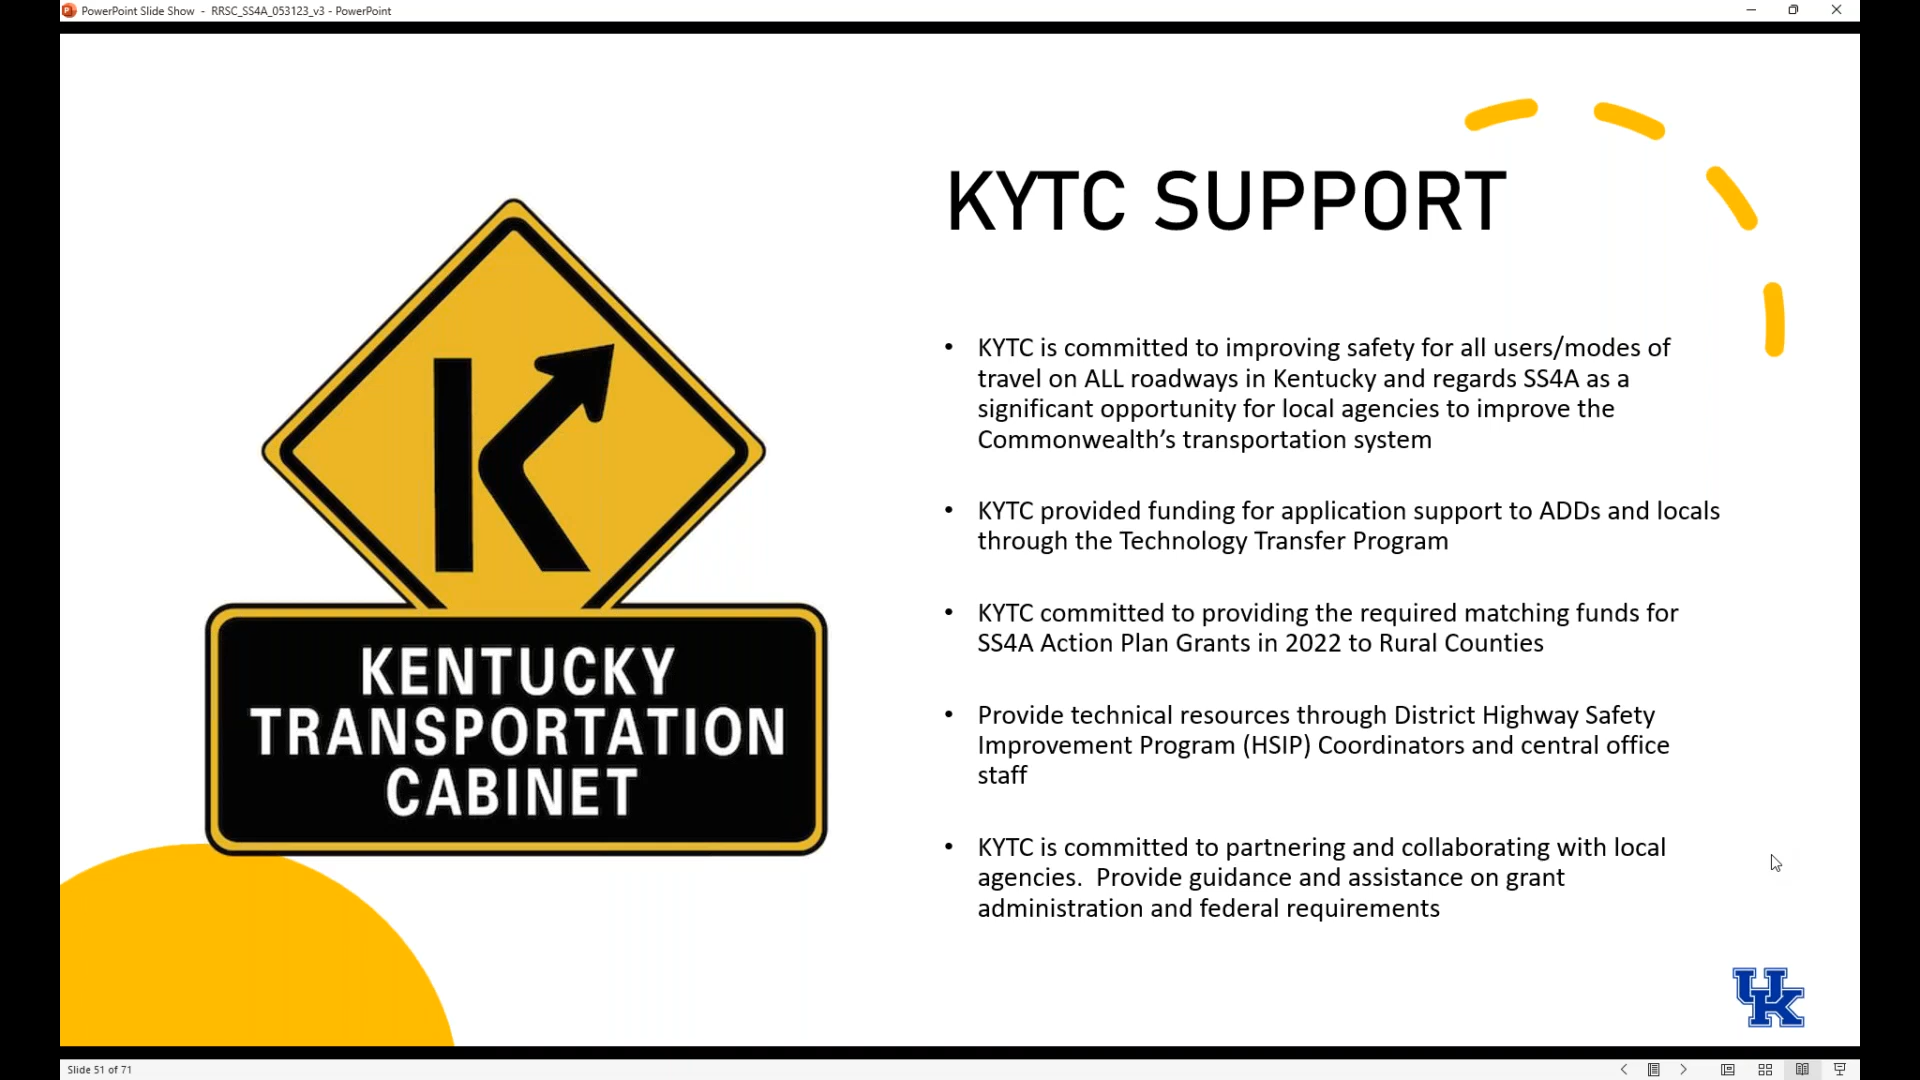 PowerPoint Slide Show - RRSC_SS4A_053123_v3 - PowerPoint
KYTC SUPPORT
• KYTC is committed to improving safety for all users/modes of
travel on ALL roadways in Kentucky and regards SS4A as a
significant opportunity for local agencies to improve the
Commonwealth’s transportation system
• KYTC provided funding for application support to ADDs and locals
through the Technology Transfer Program
• KYTC committed to providing the required matching funds for
SS4A Action Plan Grants in 2022 to Rural Counties
• Provide technical resources through District Highway Safety
Improvement Program (HSIP) Coordinators and central office
staff
• KYTC is committed to partnering and collaborating with local
agencies.  Provide guidance and assistance on grant
administration and federal requirements
K
KENTUCKY
TRANSPORTATION
CABINET
UK
Slide 51 of 71